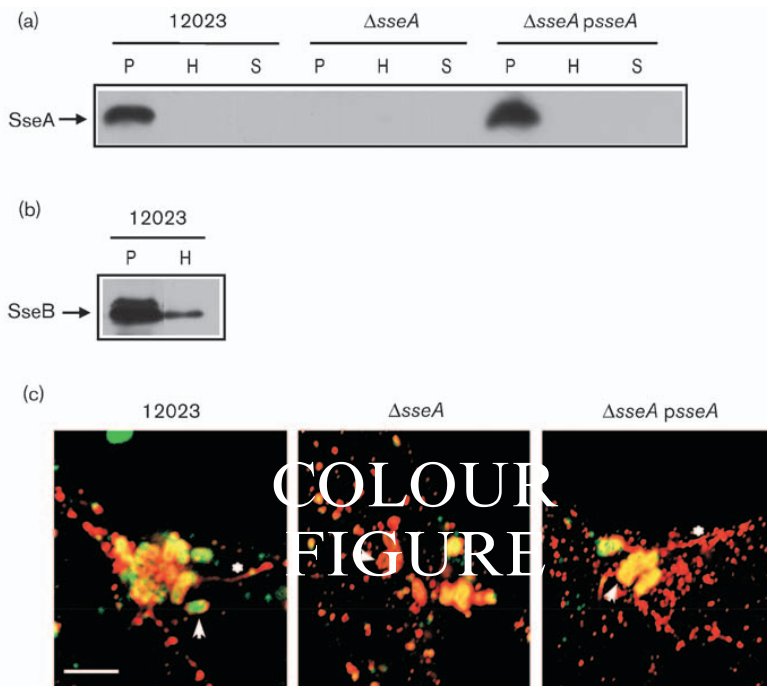 (a)
12023 ΔsseA ΔsseA psseA
P H S P H S P H S
SseA
(b)
12023
P H
SseB
(c)
12023 ΔsseA ΔsseA psseA
COLOUR
FIGURE
* *